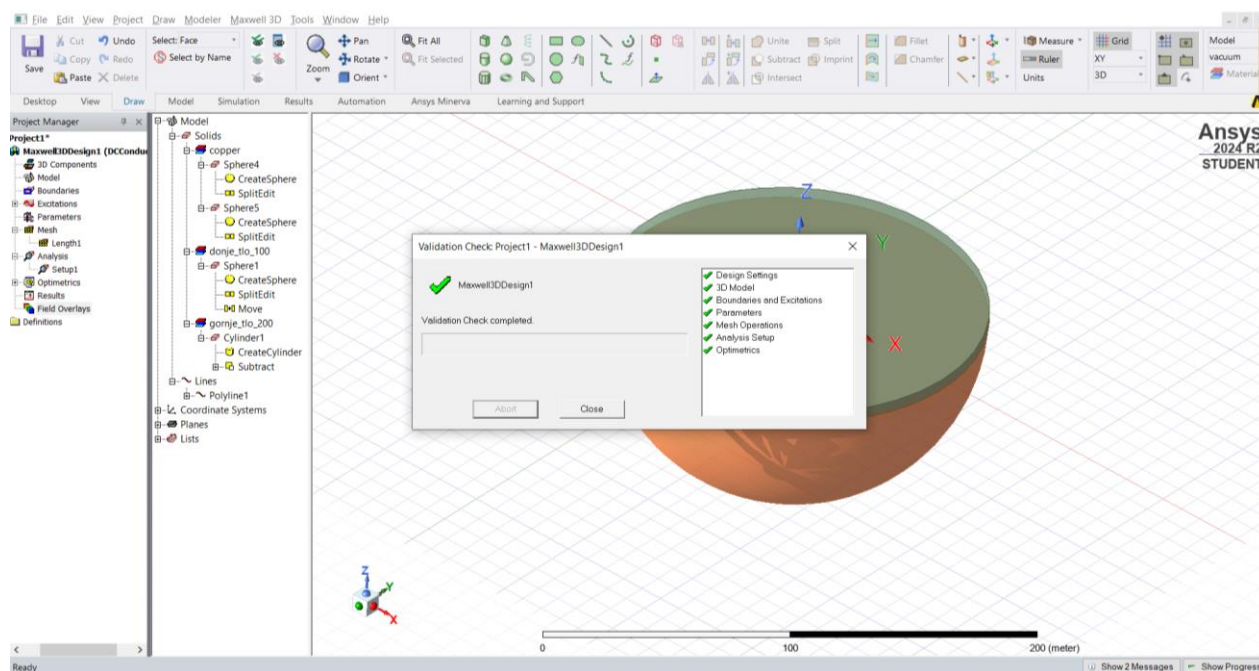 File Edit View Project Draw Modeler Maxwell 3D Tools Window Help
Save
Cut
Copy
Paste
Undo
Redo
Delete
Select: Face
Select by Name
Zoom
Pan
Rotate
Orient
Fit All
Fit Selected
Unite
Subtract
Intersect
Split
Imprint
Fillet
Chamfer
Measure
Ruler
Units
Grid
XY
3D
Model
vacuum
Material
Desktop View Draw Model Simulation Results Automation Ansys Minerva Learning and Support
Project Manager
Project1*
Maxwell3DDesign1 (DCCondu
3D Components
Model
Boundaries
Excitations
Parameters
Mesh
Length1
Analysis
Setup1
Optimetrics
Results
Field Overlays
Definitions
Model
Solids
copper
Sphere4
CreateSphere
SplitEdit
Sphere5
CreateSphere
SplitEdit
donje_tlo_100
Sphere1
CreateSphere
SplitEdit
Move
gornje_tlo_200
Cylinder1
CreateCylinder
Subtract
Lines
Polyline1
Coordinate Systems
Planes
Lists
Ansys
2024 R2
STUDENT
Z
Y
X
Validation Check: Project1 - Maxwell3DDesign1
Maxwell3DDesign1
Validation Check completed.
Abort
Close
Design Settings
3D Model
Boundaries and Excitations
Parameters
Mesh Operations
Analysis Setup
Optimetrics
Z
Y
X
0 100 200 (meter)
Ready
Show 2 Messages
Show Progress